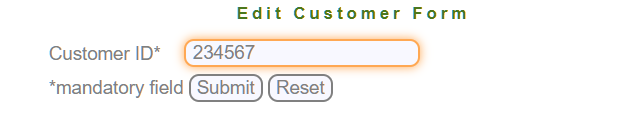 Edit Customer Form
Customer ID* 234567
*mandatory field Submit Reset